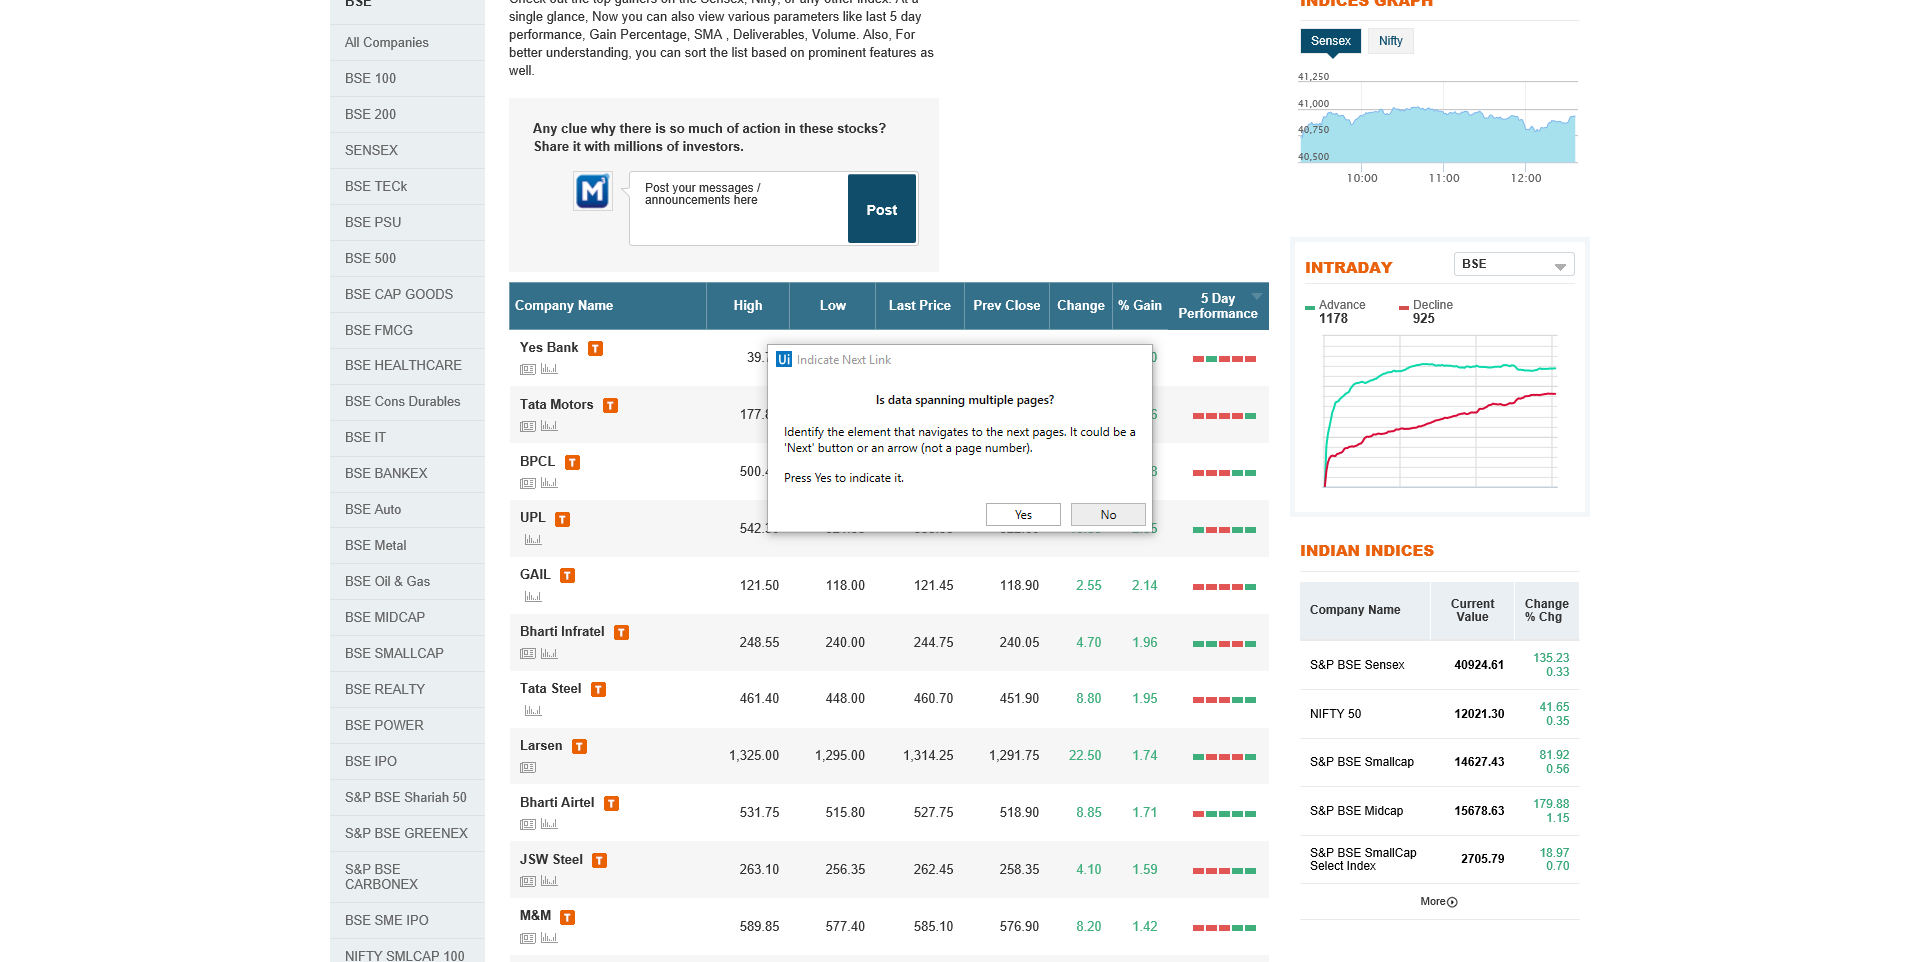 BSE
All Companies
BSE 100
BSE 200
SENSEX
BSE TECk
BSE PSU
BSE 500
BSE CAP GOODS
BSE FMCG
BSE HEALTHCARE
BSE Cons Durables
BSE IT
BSE BANKEX
BSE Auto
BSE Metal
BSE Oil & Gas
BSE MIDCAP
BSE SMALLCAP
BSE REALTY
BSE POWER
BSE IPO
S&P BSE Shariah 50
S&P BSE GREENEX
S&P BSE
CARBONEX
BSE SME IPO
NIFTY SMLCAP 100
Check out the top gainers on the Sensex, Nifty, or any other index. At a
single glance, Now you can also view various parameters like last 5 day
performance, Gain Percentage, SMA , Deliverables, Volume. Also, For
better understanding, you can sort the list based on prominent features as
well.
Any clue why there is so much of action in these stocks?
Share it with millions of investors.
M3
Post your messages /
announcements here
Post
Company Name High Low Last Price Prev Close Change % Gain 5 Day Performance
Yes Bank T 39.
Tata Motors T 177.
BPCL T 500.
UPL T 542.
GAIL T 121.50 118.00 121.45 118.90 2.55 2.14
Bharti Infratel T 248.55 240.00 244.75 240.05 4.70 1.96
Tata Steel T 461.40 448.00 460.70 451.90 8.80 1.95
Larsen T 1,325.00 1,295.00 1,314.25 1,291.75 22.50 1.74
Bharti Airtel T 531.75 515.80 527.75 518.90 8.85 1.71
JSW Steel T 263.10 256.35 262.45 258.35 4.10 1.59
M&M T 589.85 577.40 585.10 576.90 8.20 1.42
Ui Indicate Next Link
Is data spanning multiple pages?
Identify the element that navigates to the next pages. It could be a
'Next' button or an arrow (not a page number).
Press Yes to indicate it.
Yes No
INDICES GRAPH
Sensex Nifty
41,250
41,000
40,750
40,500
10:00 11:00 12:00
INTRADAY BSE
Advance Decline
1178 925
INDIAN INDICES
Company Name Current Value Change % Chg
S&P BSE Sensex 40924.61 135.23
0.33
NIFTY 50 12021.30 41.65
0.35
S&P BSE Smallcap 14627.43 81.92
0.56
S&P BSE Midcap 15678.63 179.88
1.15
S&P BSE SmallCap
Select Index 2705.79 18.97
0.70
More